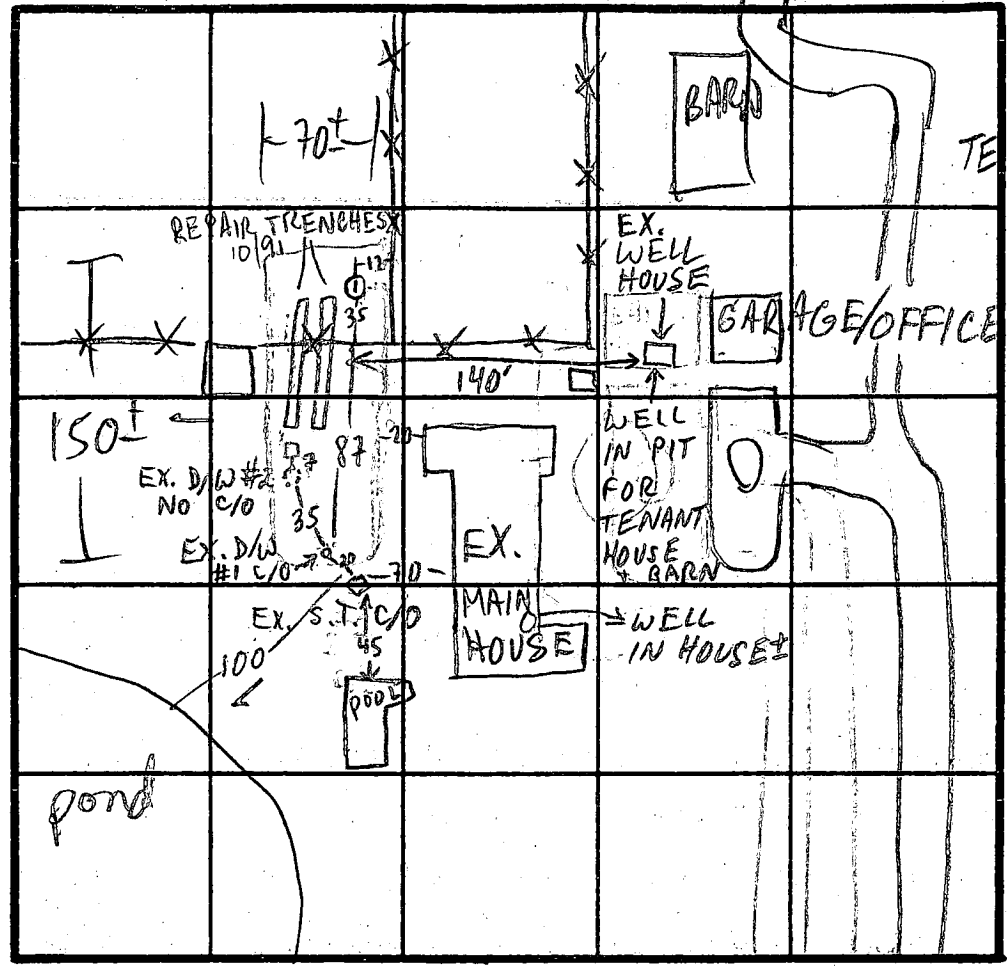 BARN
70±
TE
REPAIR TRENCHES
10/91
12
1
35
EX.
WELL
HOUSE
GARAGE/OFFICE
140'
150±
87
20
EX. D/W #2
NO C/O
7
35
EX. D/W
#1 C/O
20
70
WELL
IN PIT
FOR
TENANT
HOUSE
+ BARN
EX.
MAIN
HOUSE
EX. S.T. C/O
45
WELL
IN HOUSE±
100
POOL
pond